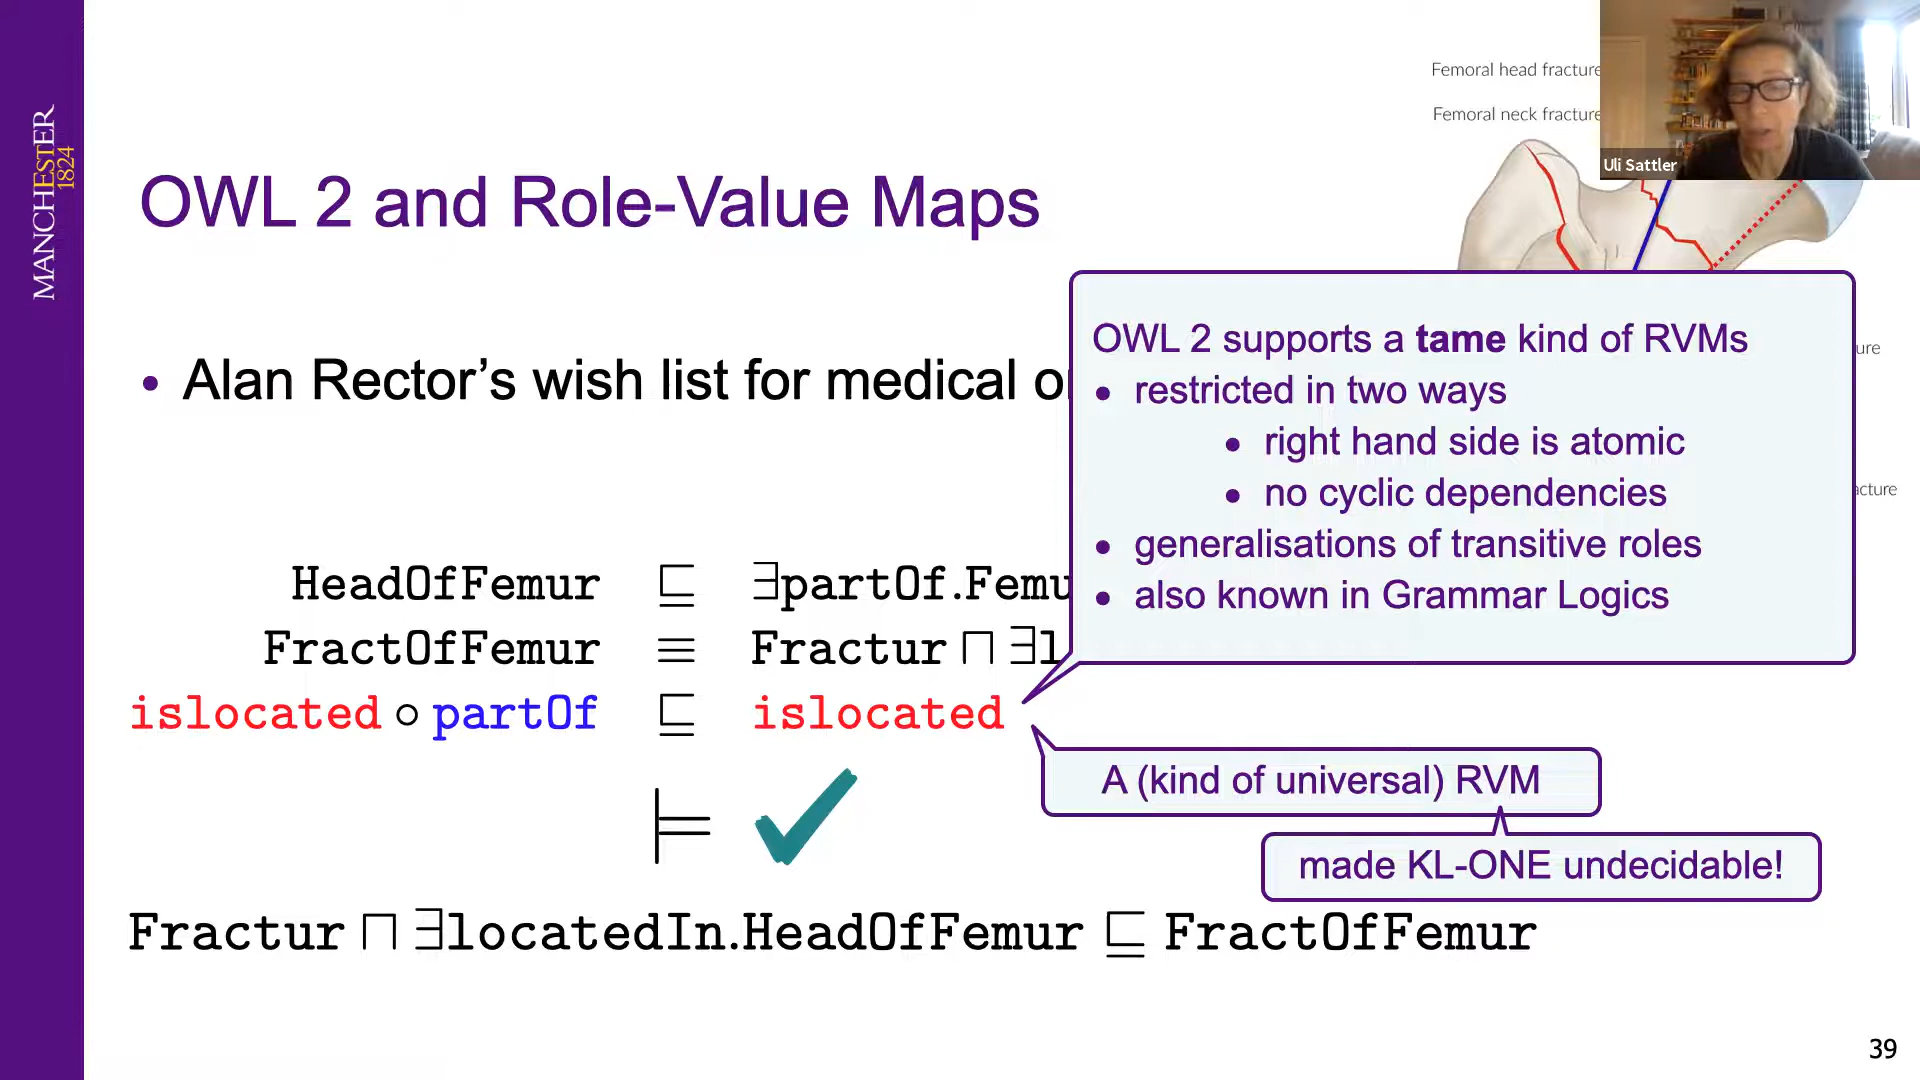 MANCHESTER
1824
Femoral head fracture
Femoral neck fracture
Uli Sattler
OWL 2 and Role-Value Maps
• Alan Rector’s wish list for medical
OWL 2 supports a tame kind of RVMs
• restricted in two ways
• right hand side is atomic
• no cyclic dependencies
• generalisations of transitive roles
• also known in Grammar Logics
ure
acture
HeadOfFemur ⊑ ∃partOf.Femu
FractOfFemur ≡ Fractur ⊓ ∃l
islocated ∘ partOf ⊑ islocated
A (kind of universal) RVM
made KL-ONE undecidable!
⊨
Fractur ⊓ ∃locatedIn.HeadOfFemur ⊑ FractOfFemur
39